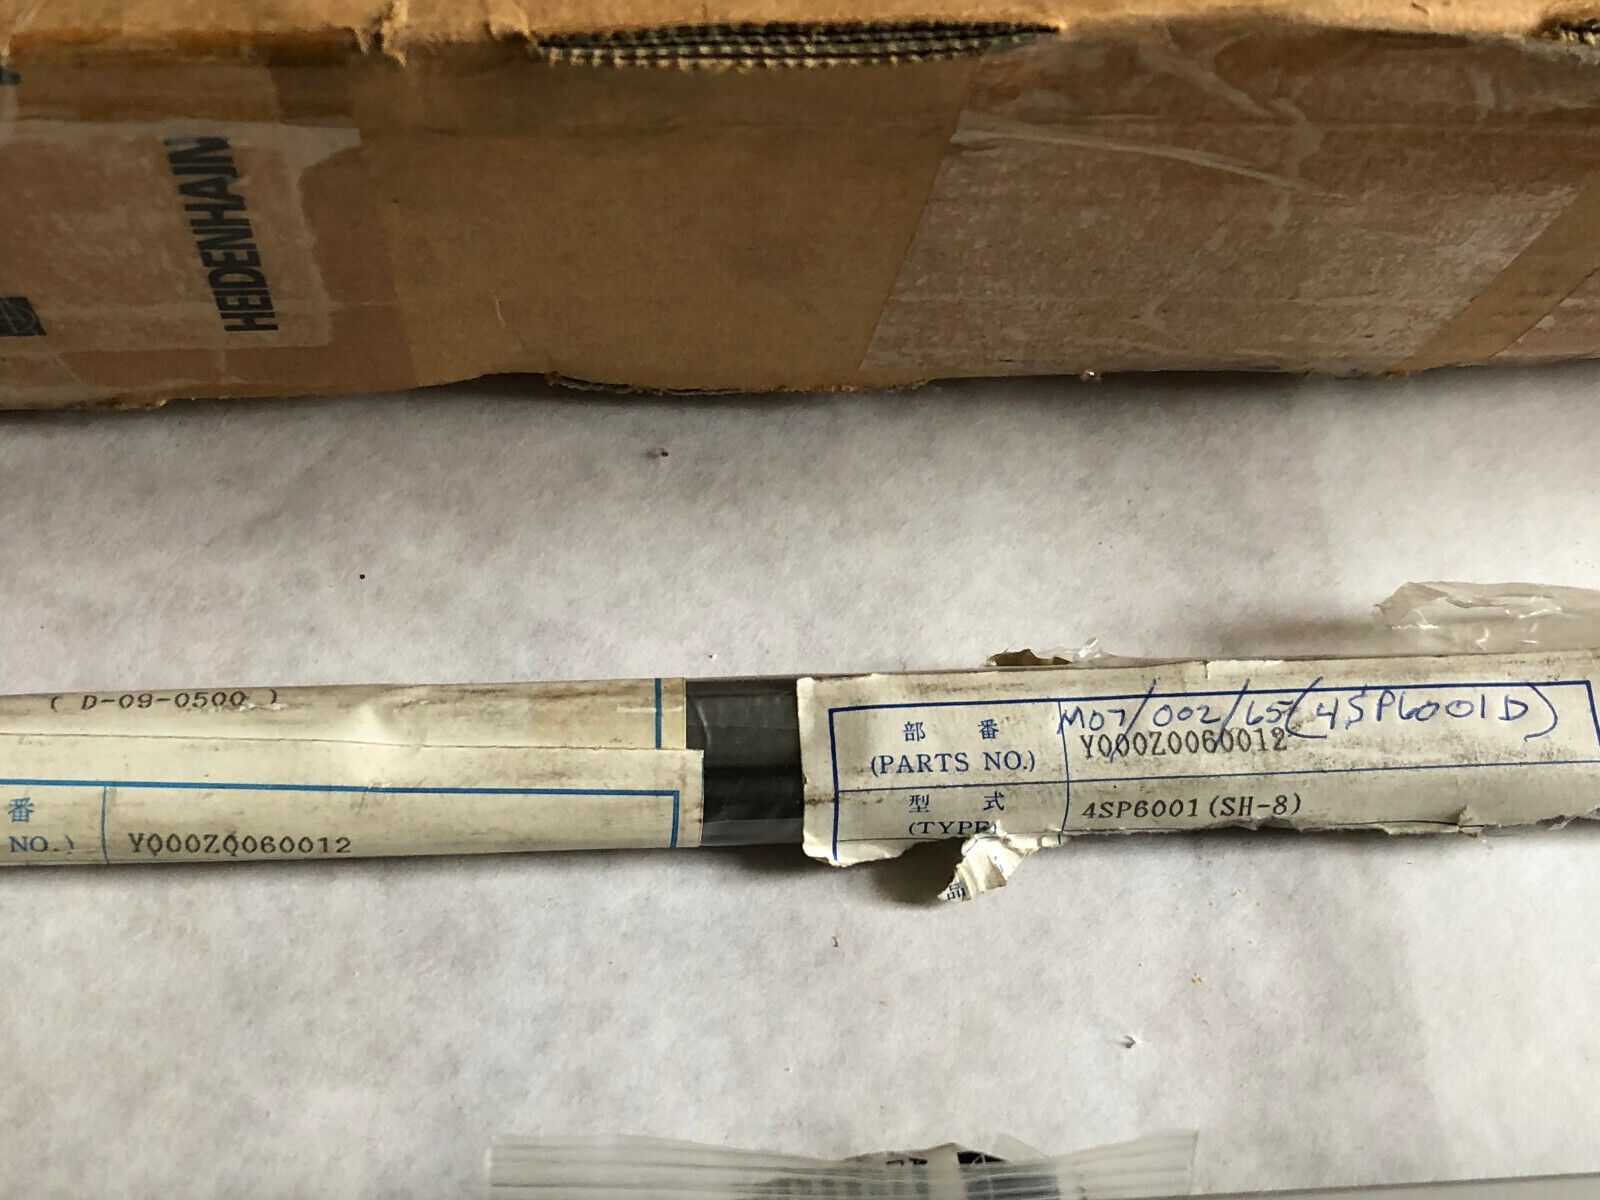 HEIDENHAIN
( D-09-0500 )
番
NO.) Y000Z0060012
部 番
(PARTS NO.)
M07/002/65(4SP6001D)
Y000Z0060012
型 式
(TYPE)
4SP6001(SH-8)
品